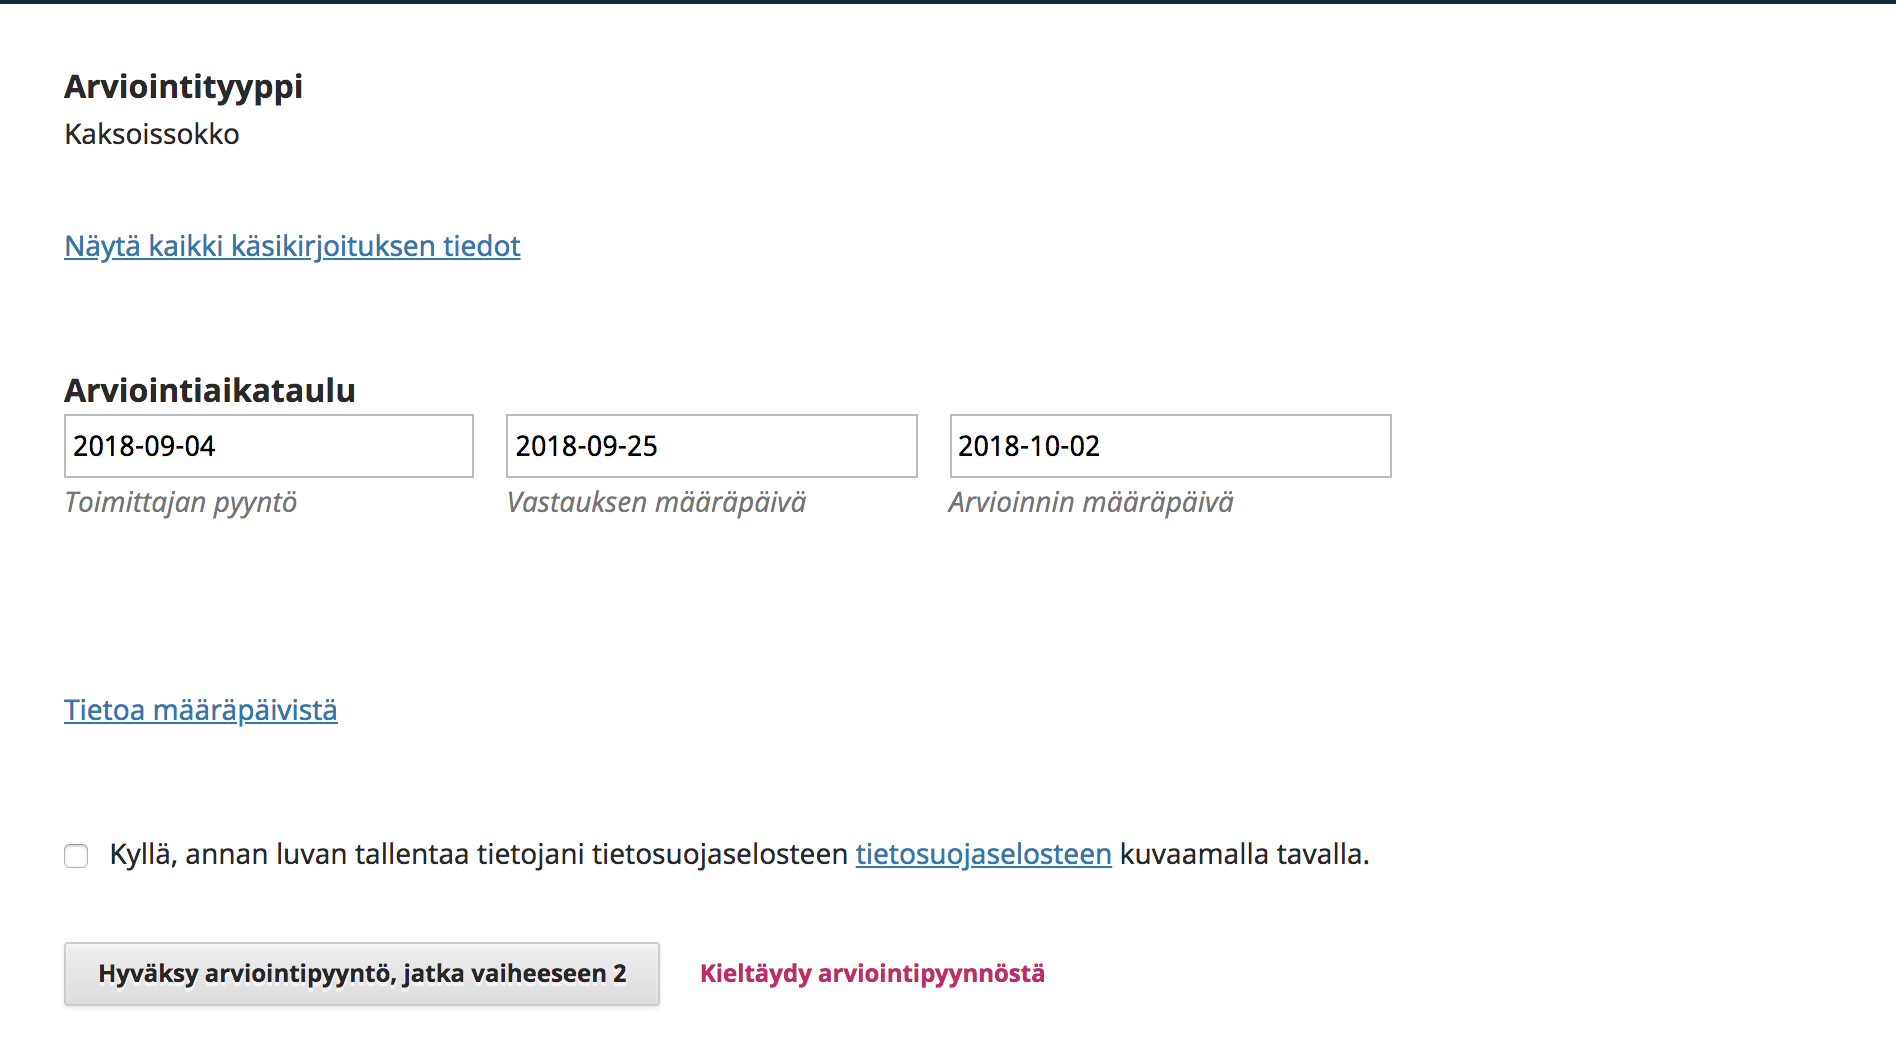 Arviointityyppi
Kaksoissokko
Näytä kaikki käsikirjoituksen tiedot
Arviointiaikataulu
2018-09-04 2018-09-25 2018-10-02
Toimittajan pyyntö Vastauksen määräpäivä Arvioinnin määräpäivä
Tietoa määräpäivistä
Kyllä, annan luvan tallentaa tietojani tietosuojaselosteen tietosuojaselosteen kuvaamalla tavalla.
Hyväksy arviointipyyntö, jatka vaiheeseen 2 Kieltäydy arviointipyynnöstä